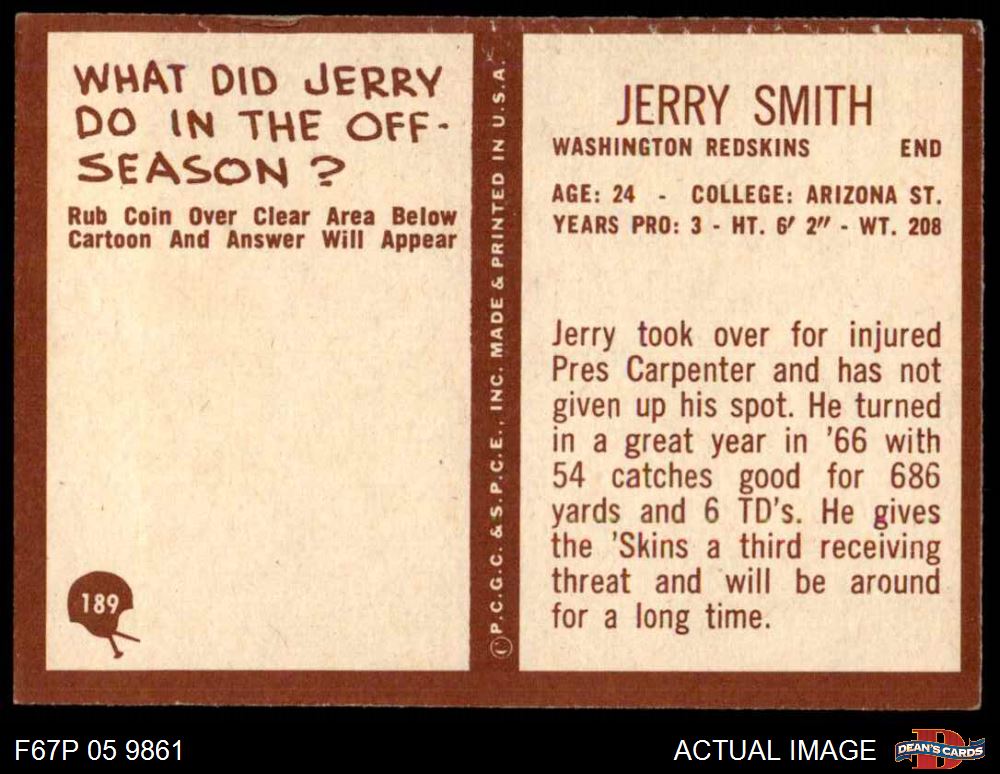 WHAT DID JERRY
DO IN THE OFF-
SEASON?
Rub Coin Over Clear Area Below
Cartoon And Answer Will Appear
189
© P.C.G.C. & S.P.C.E., INC. MADE & PRINTED IN U.S.A.
JERRY SMITH
WASHINGTON REDSKINS END
AGE: 24 - COLLEGE: ARIZONA ST.
YEARS PRO: 3 - HT. 6' 2" - WT. 208
Jerry took over for injured
Pres Carpenter and has not
given up his spot. He turned
in a great year in '66 with
54 catches good for 686
yards and 6 TD's. He gives
the 'Skins a third receiving
threat and will be around
for a long time.
F67P 05 9861
ACTUAL IMAGE
D
DEAN'S CARDS